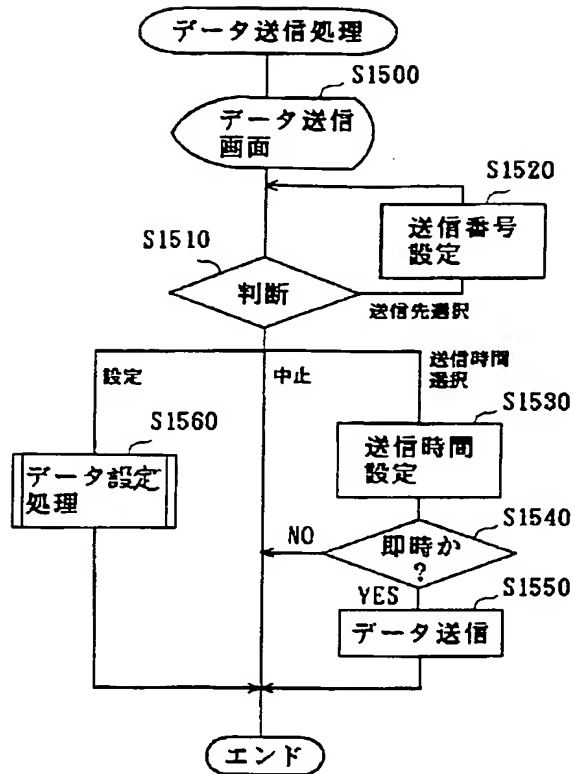 データ送信処理
S1500
データ送信
画面
S1520
送信番号
設定
S1510
判断
送信先選択
設定
中止
送信時間
選択
S1560
データ設定
処理
S1530
送信時間
設定
S1540
即時か
?
NO
YES
S1550
データ送信
エンド